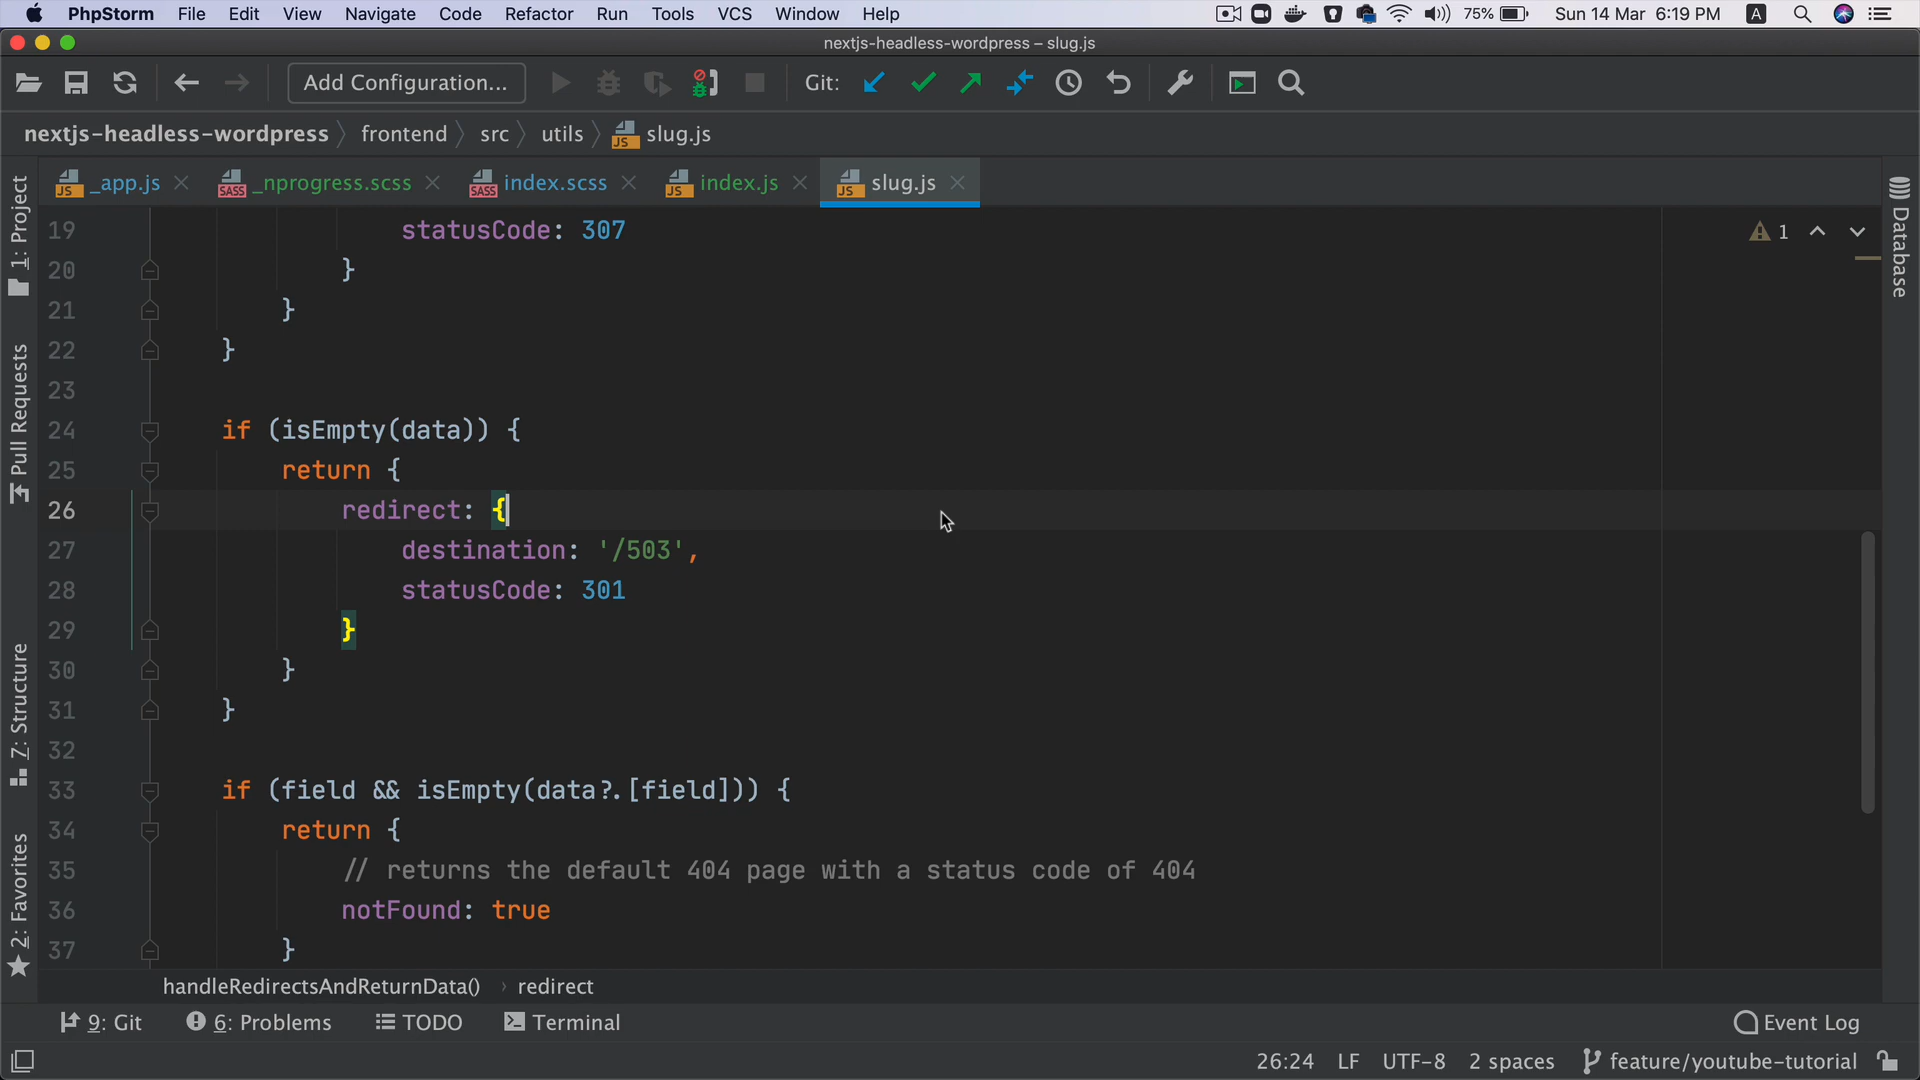 PhpStorm File Edit View Navigate Code Refactor Run Tools VCS Window Help 75% Sun 14 Mar 6:19 PM A
nextjs-headless-wordpress – slug.js
Add Configuration... Git:
nextjs-headless-wordpress frontend src utils slug.js
_app.js _nprogress.scss index.scss index.js slug.js
1: Project
Pull Requests
7: Structure
2: Favorites
Database
1
19 statusCode: 307
20 }
21 }
22 }
23
24 if (isEmpty(data)) {
25 return {
26 redirect: {
27 destination: '/503',
28 statusCode: 301
29 }
30 }
31 }
32
33 if (field && isEmpty(data?.[field])) {
34 return {
35 // returns the default 404 page with a status code of 404
36 notFound: true
37 }
handleRedirectsAndReturnData() › redirect
9: Git 6: Problems TODO Terminal Event Log
26:24 LF UTF-8 2 spaces feature/youtube-tutorial